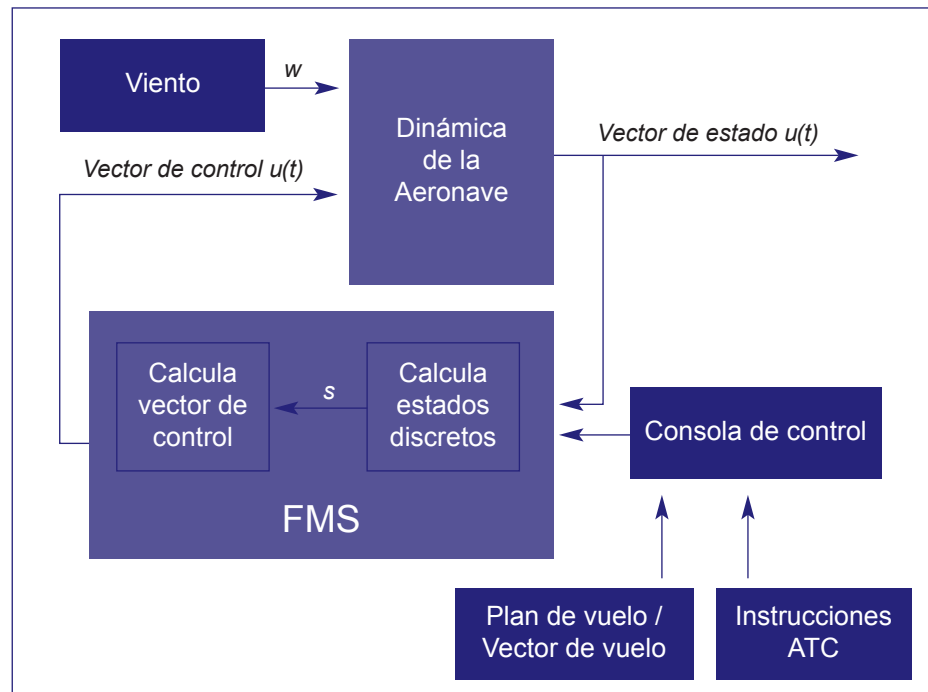 Viento
w
Dinámica
de la
Aeronave
Vector de estado u(t)
Vector de control u(t)
Calcula
vector de
control
s
Calcula
estados
discretos
Consola de control
FMS
Plan de vuelo /
Vector de vuelo
Instrucciones
ATC